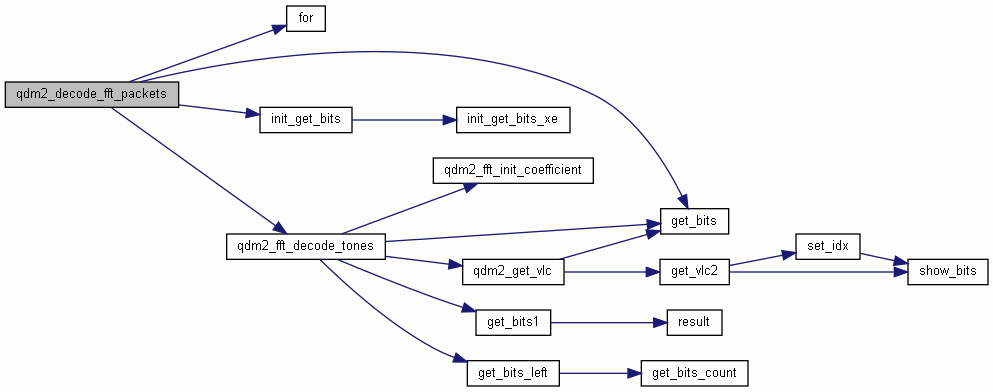 for
qdm2_decode_fft_packets
init_get_bits
init_get_bits_xe
qdm2_fft_init_coefficient
get_bits
qdm2_fft_decode_tones
set_idx
qdm2_get_vlc
get_vlc2
show_bits
get_bits1
result
get_bits_left
get_bits_count